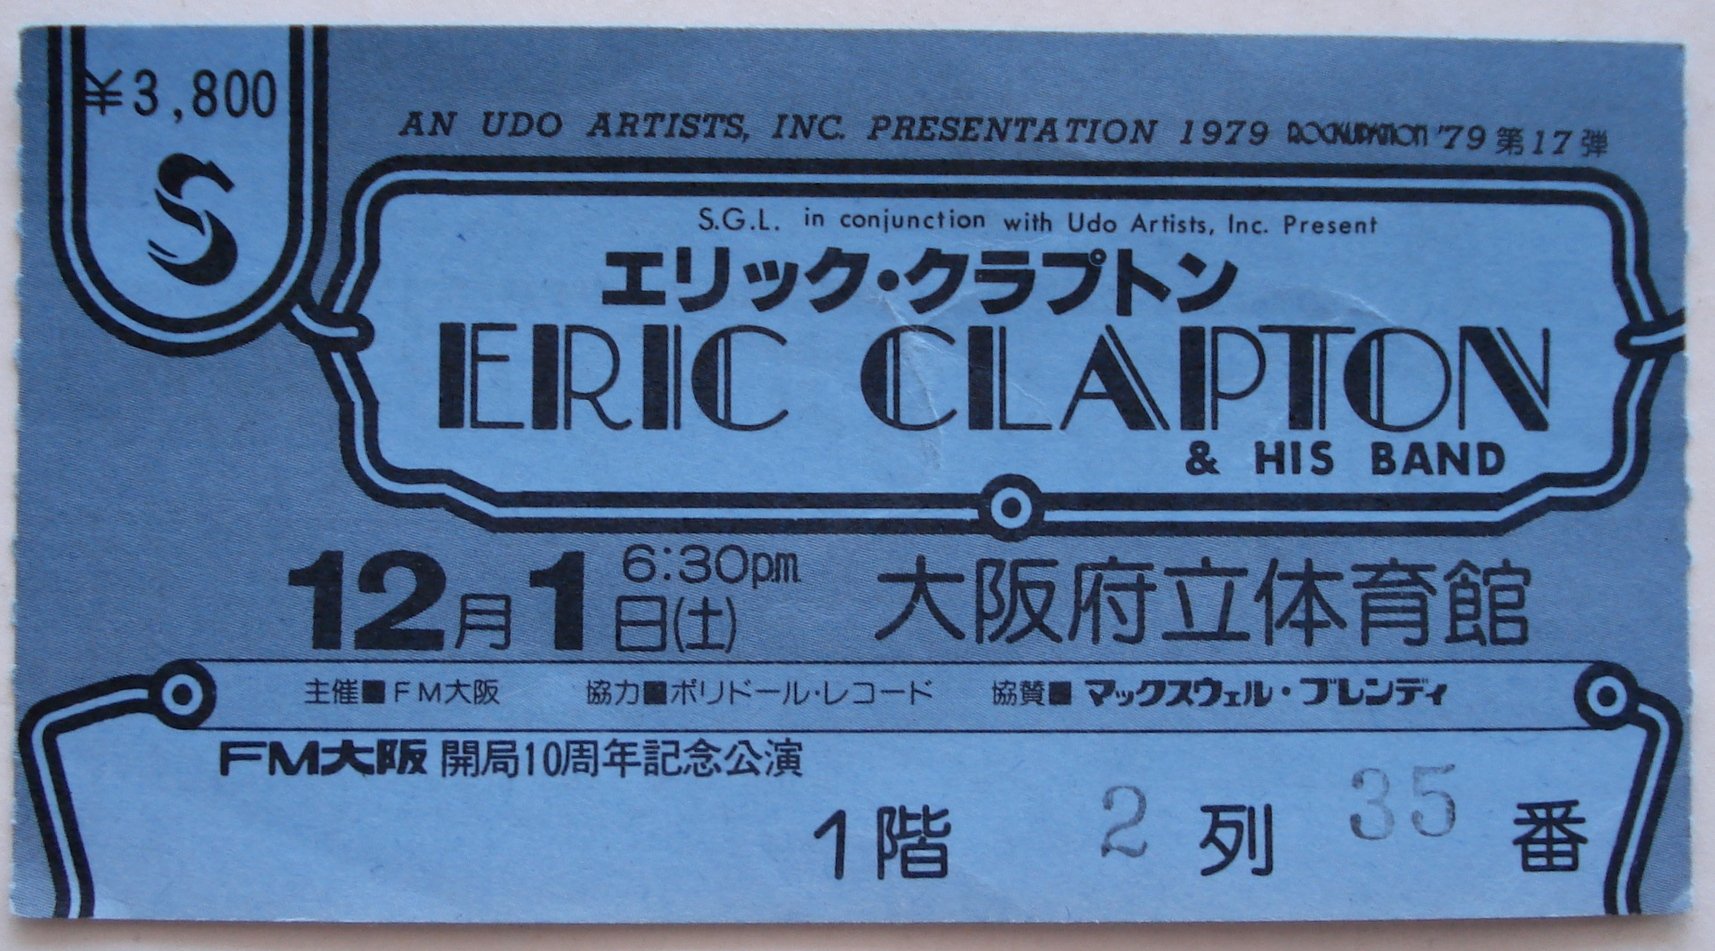 ¥3,800
S
AN UDO ARTISTS, INC. PRESENTATION 1979 ROCKUPATION '79 第17弾
S.G.L. in conjunction with Udo Artists, Inc. Present
エリック・クラプトン
ERIC CLAPTON
& HIS BAND
12月1日(土) 6:30pm 大阪府立体育館
主催■FM大阪 協力■ポリドール・レコード 協賛■マックスウェル・ブレンディ
FM大阪 開局10周年記念公演
1階 2列 35番